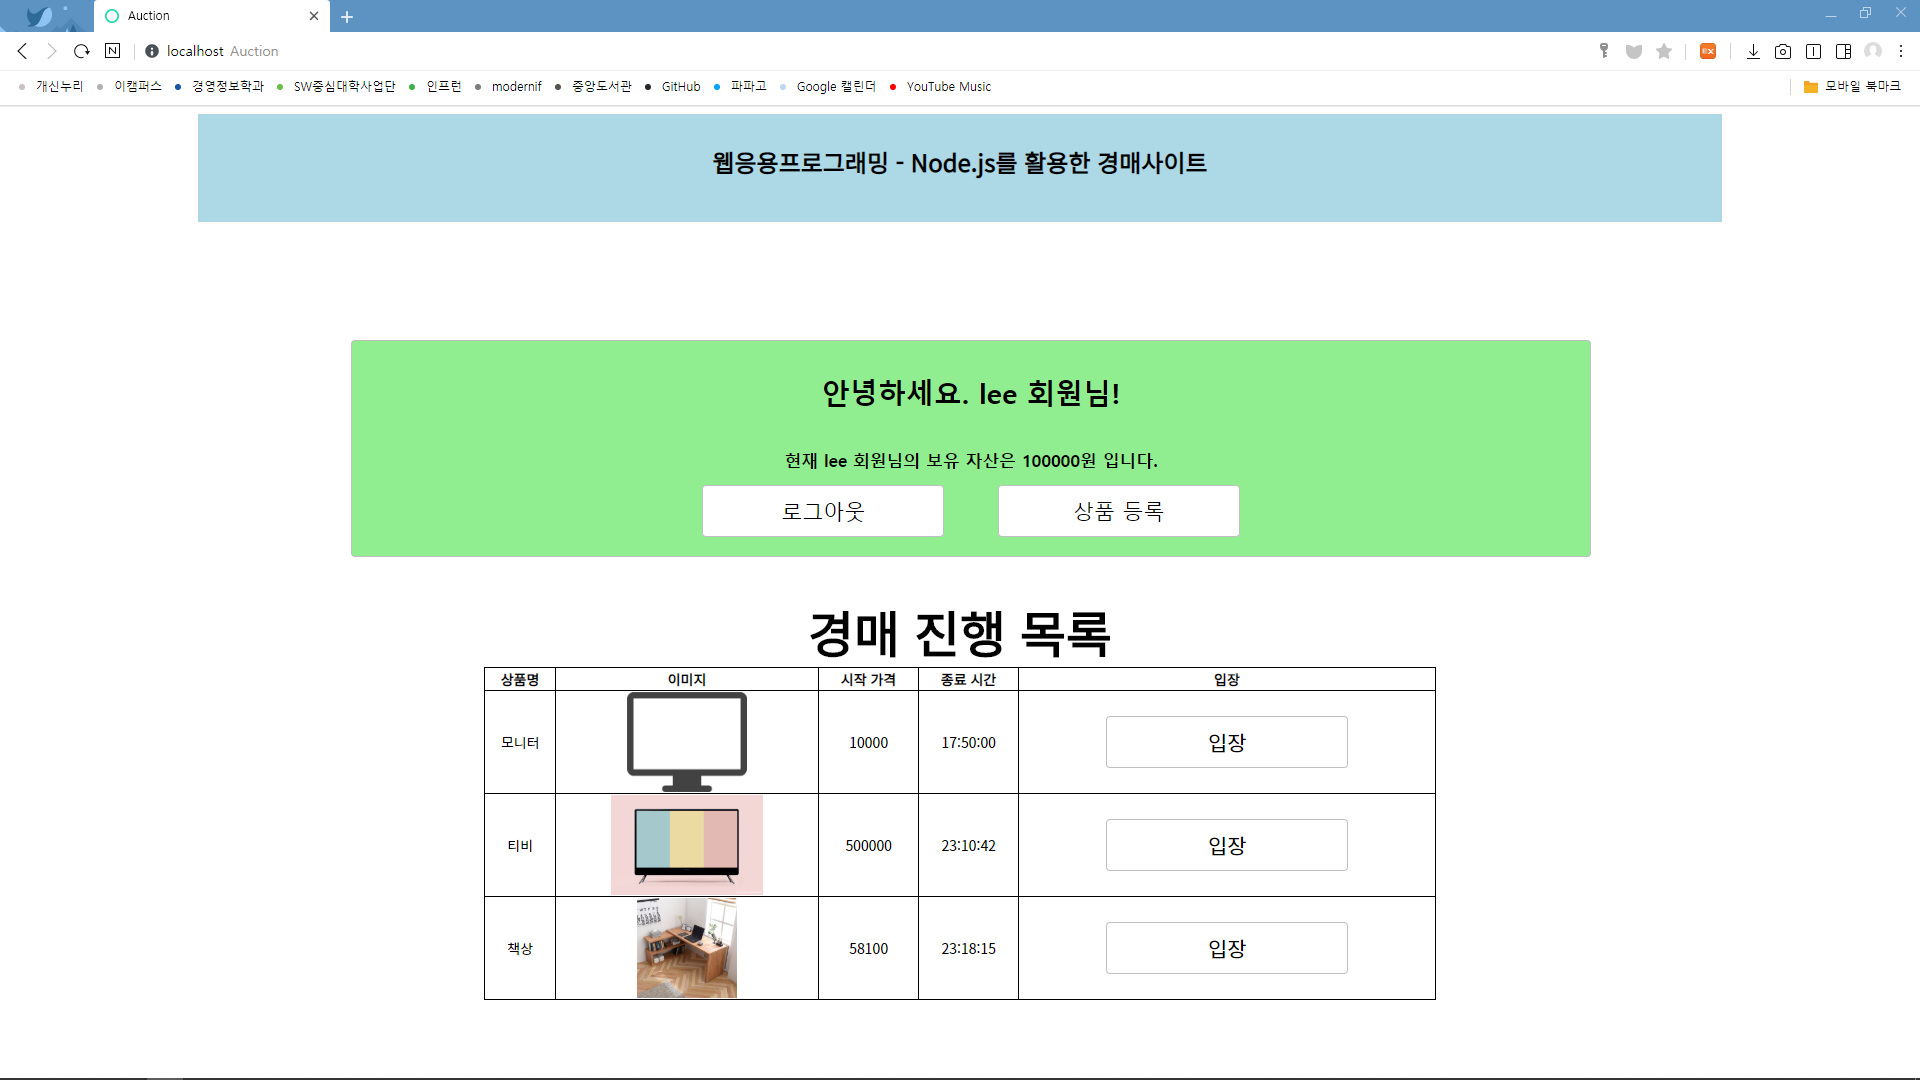 Auction
localhost Auction
개신누리 이캠퍼스 경영정보학과 SW중심대학사업단 인프런 modernif 중앙도서관 GitHub 파파고 Google 캘린더 YouTube Music 모바일 북마크
웹응용프로그래밍 - Node.js를 활용한 경매사이트
안녕하세요. lee 회원님!
현재 lee 회원님의 보유 자산은 100000원 입니다.
로그아웃 상품 등록
경매 진행 목록
상품명 이미지 시작 가격 종료 시간 입장
모니터 10000 17:50:00 입장
티비 500000 23:10:42 입장
책상 58100 23:18:15 입장